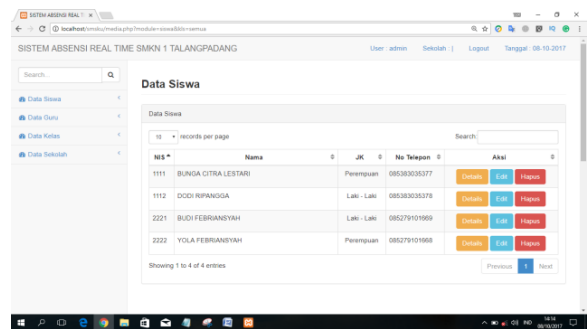 SISTEM ABSENSI REAL T
localhost/smsku/media.php?module=siswa&kls=semua
SISTEM ABSENSI REAL TIME SMKN 1 TALANGPADANG
User : admin
Sekolah : )
Logout
Tanggal : 08-10-2017
Search...
Data Siswa
Data Guru
Data Kelas
Data Sekolah
Data Siswa
Data Siswa
10 records per page
Search:
NIS Nama JK No Telepon Aksi
1111 BUNGA CITRA LESTARI Perempuan 085383035377 Details Edit Hapus
1112 DODI RIPANGGA Laki - Laki 085383035378 Details Edit Hapus
2221 BUDI FEBRIANSYAH Laki - Laki 085279101669 Details Edit Hapus
2222 YOLA FEBRIANSYAH Perempuan 085279101668 Details Edit Hapus
Showing 1 to 4 of 4 entries
Previous 1 Next
IND
14:14
08/10/2017